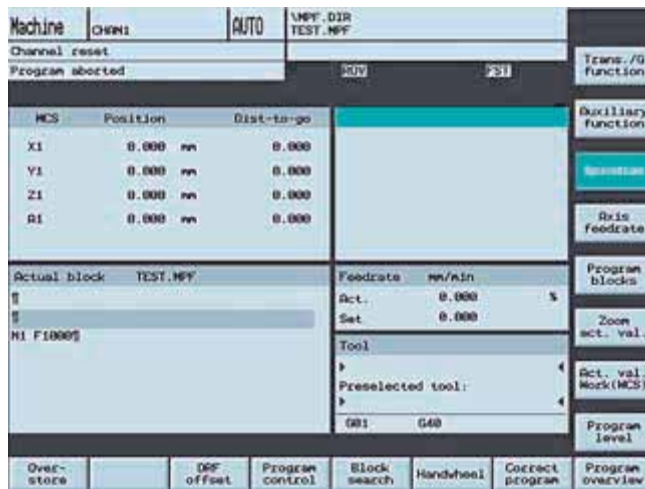 Machine CHAN1 AUTO \MPF.DIR
TEST.MPF
Channel reset
Program aborted ROV FST
MCS Position Dist-to-go
X1 0.000 mm 0.000
Y1 0.000 mm 0.000
Z1 0.000 mm 0.000
A1 0.000 mm 0.000
Actual block TEST.MPF
¶
¶
N1 F1000¶
Feedrate mm/min
Act. 0.000 %
Set 0.000
Tool
Preselected tool:
G01 G40
Trans./G
function
Auxiliary
function
Spindles
Axis
feedrate
Program
blocks
Zoom
act. val.
Act. val.
Work(WCS)
Program
level
Over-
store
DRF
offset
Program
control
Block
search
Handwheel
Correct
program
Program
overview